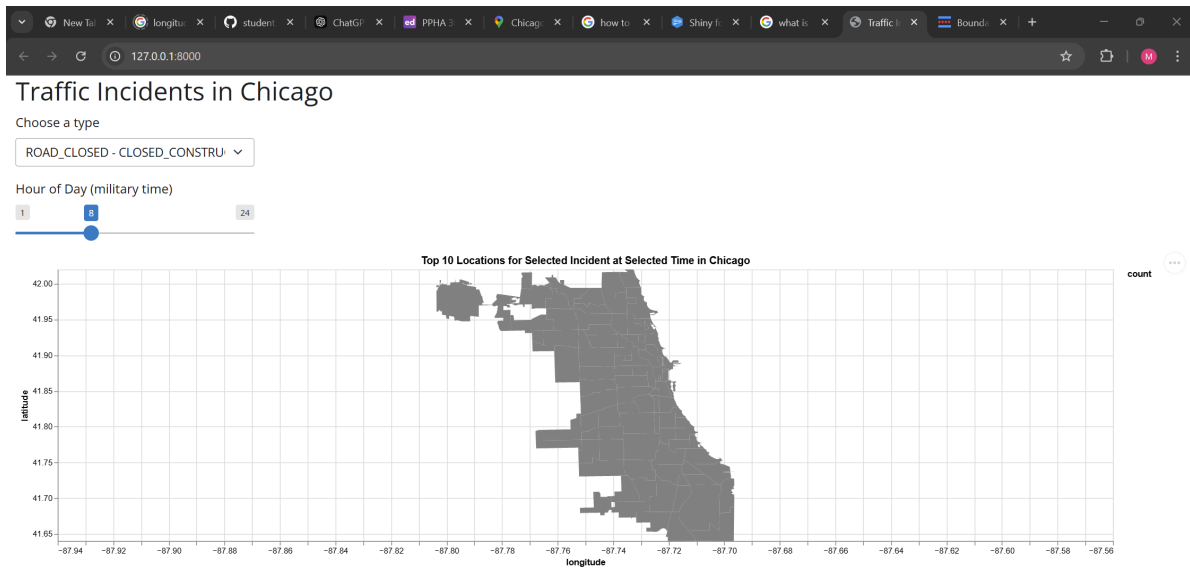 New Tal
longitud
student
ChatGP
ed PPHA 3
Chicago
how to
Shiny fo
what is
Traffic In
Bounda
127.0.0.1:8000
M
Traffic Incidents in Chicago
Choose a type
ROAD_CLOSED - CLOSED_CONSTRU
Hour of Day (military time)
1 8 24
Top 10 Locations for Selected Incident at Selected Time in Chicago
count
42.00
41.95
41.90
41.85
41.80
41.75
41.70
41.65
latitude
−87.94 −87.92 −87.90 −87.88 −87.86 −87.84 −87.82 −87.80 −87.78 −87.76 −87.74 −87.72 −87.70 −87.68 −87.66 −87.64 −87.62 −87.60 −87.58 −87.56
longitude